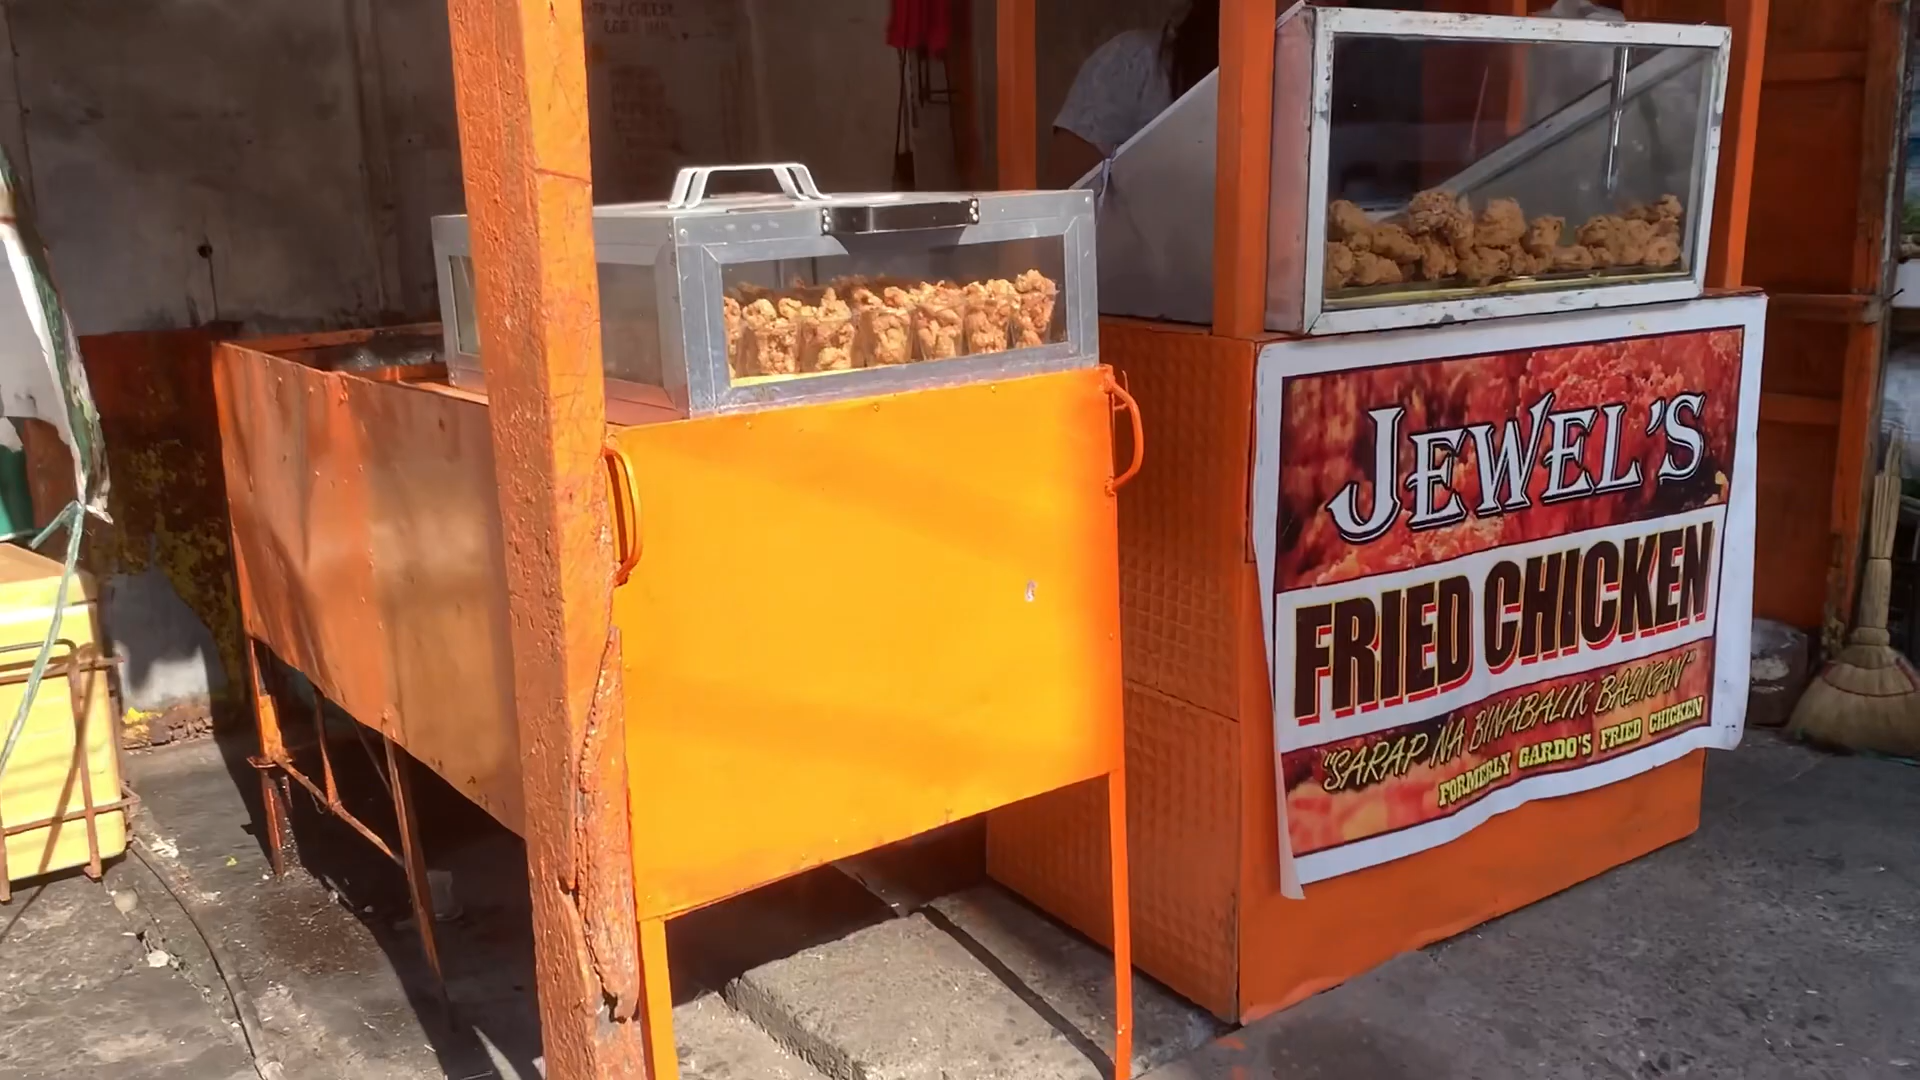 JEWEL'S
FRIED CHICKEN
"SARAP NA BINABALIK BALIKAN"
FORMERLY GARDO'S FRIED CHICKEN